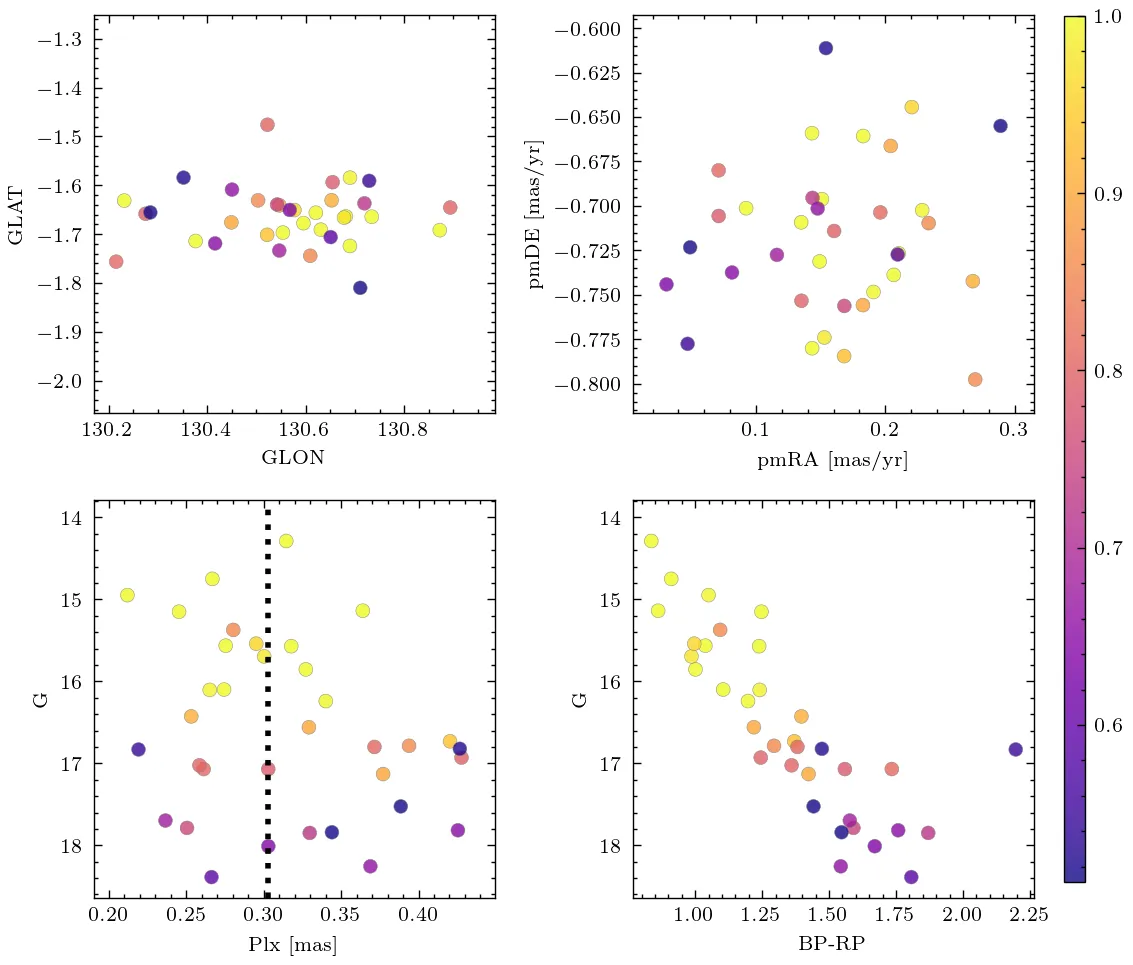 −1.3
−1.4
−1.5
−1.6
−1.7
−1.8
−1.9
−2.0
GLAT
130.2 130.4 130.6 130.8
GLON
−0.600
−0.625
−0.650
−0.675
−0.700
−0.725
−0.750
−0.775
−0.800
pmDE [mas/yr]
0.1 0.2 0.3
pmRA [mas/yr]
14
15
16
17
18
G
0.20 0.25 0.30 0.35 0.40
Plx [mas]
14
15
16
17
18
G
1.00 1.25 1.50 1.75 2.00 2.25
BP-RP
1.0
0.9
0.8
0.7
0.6